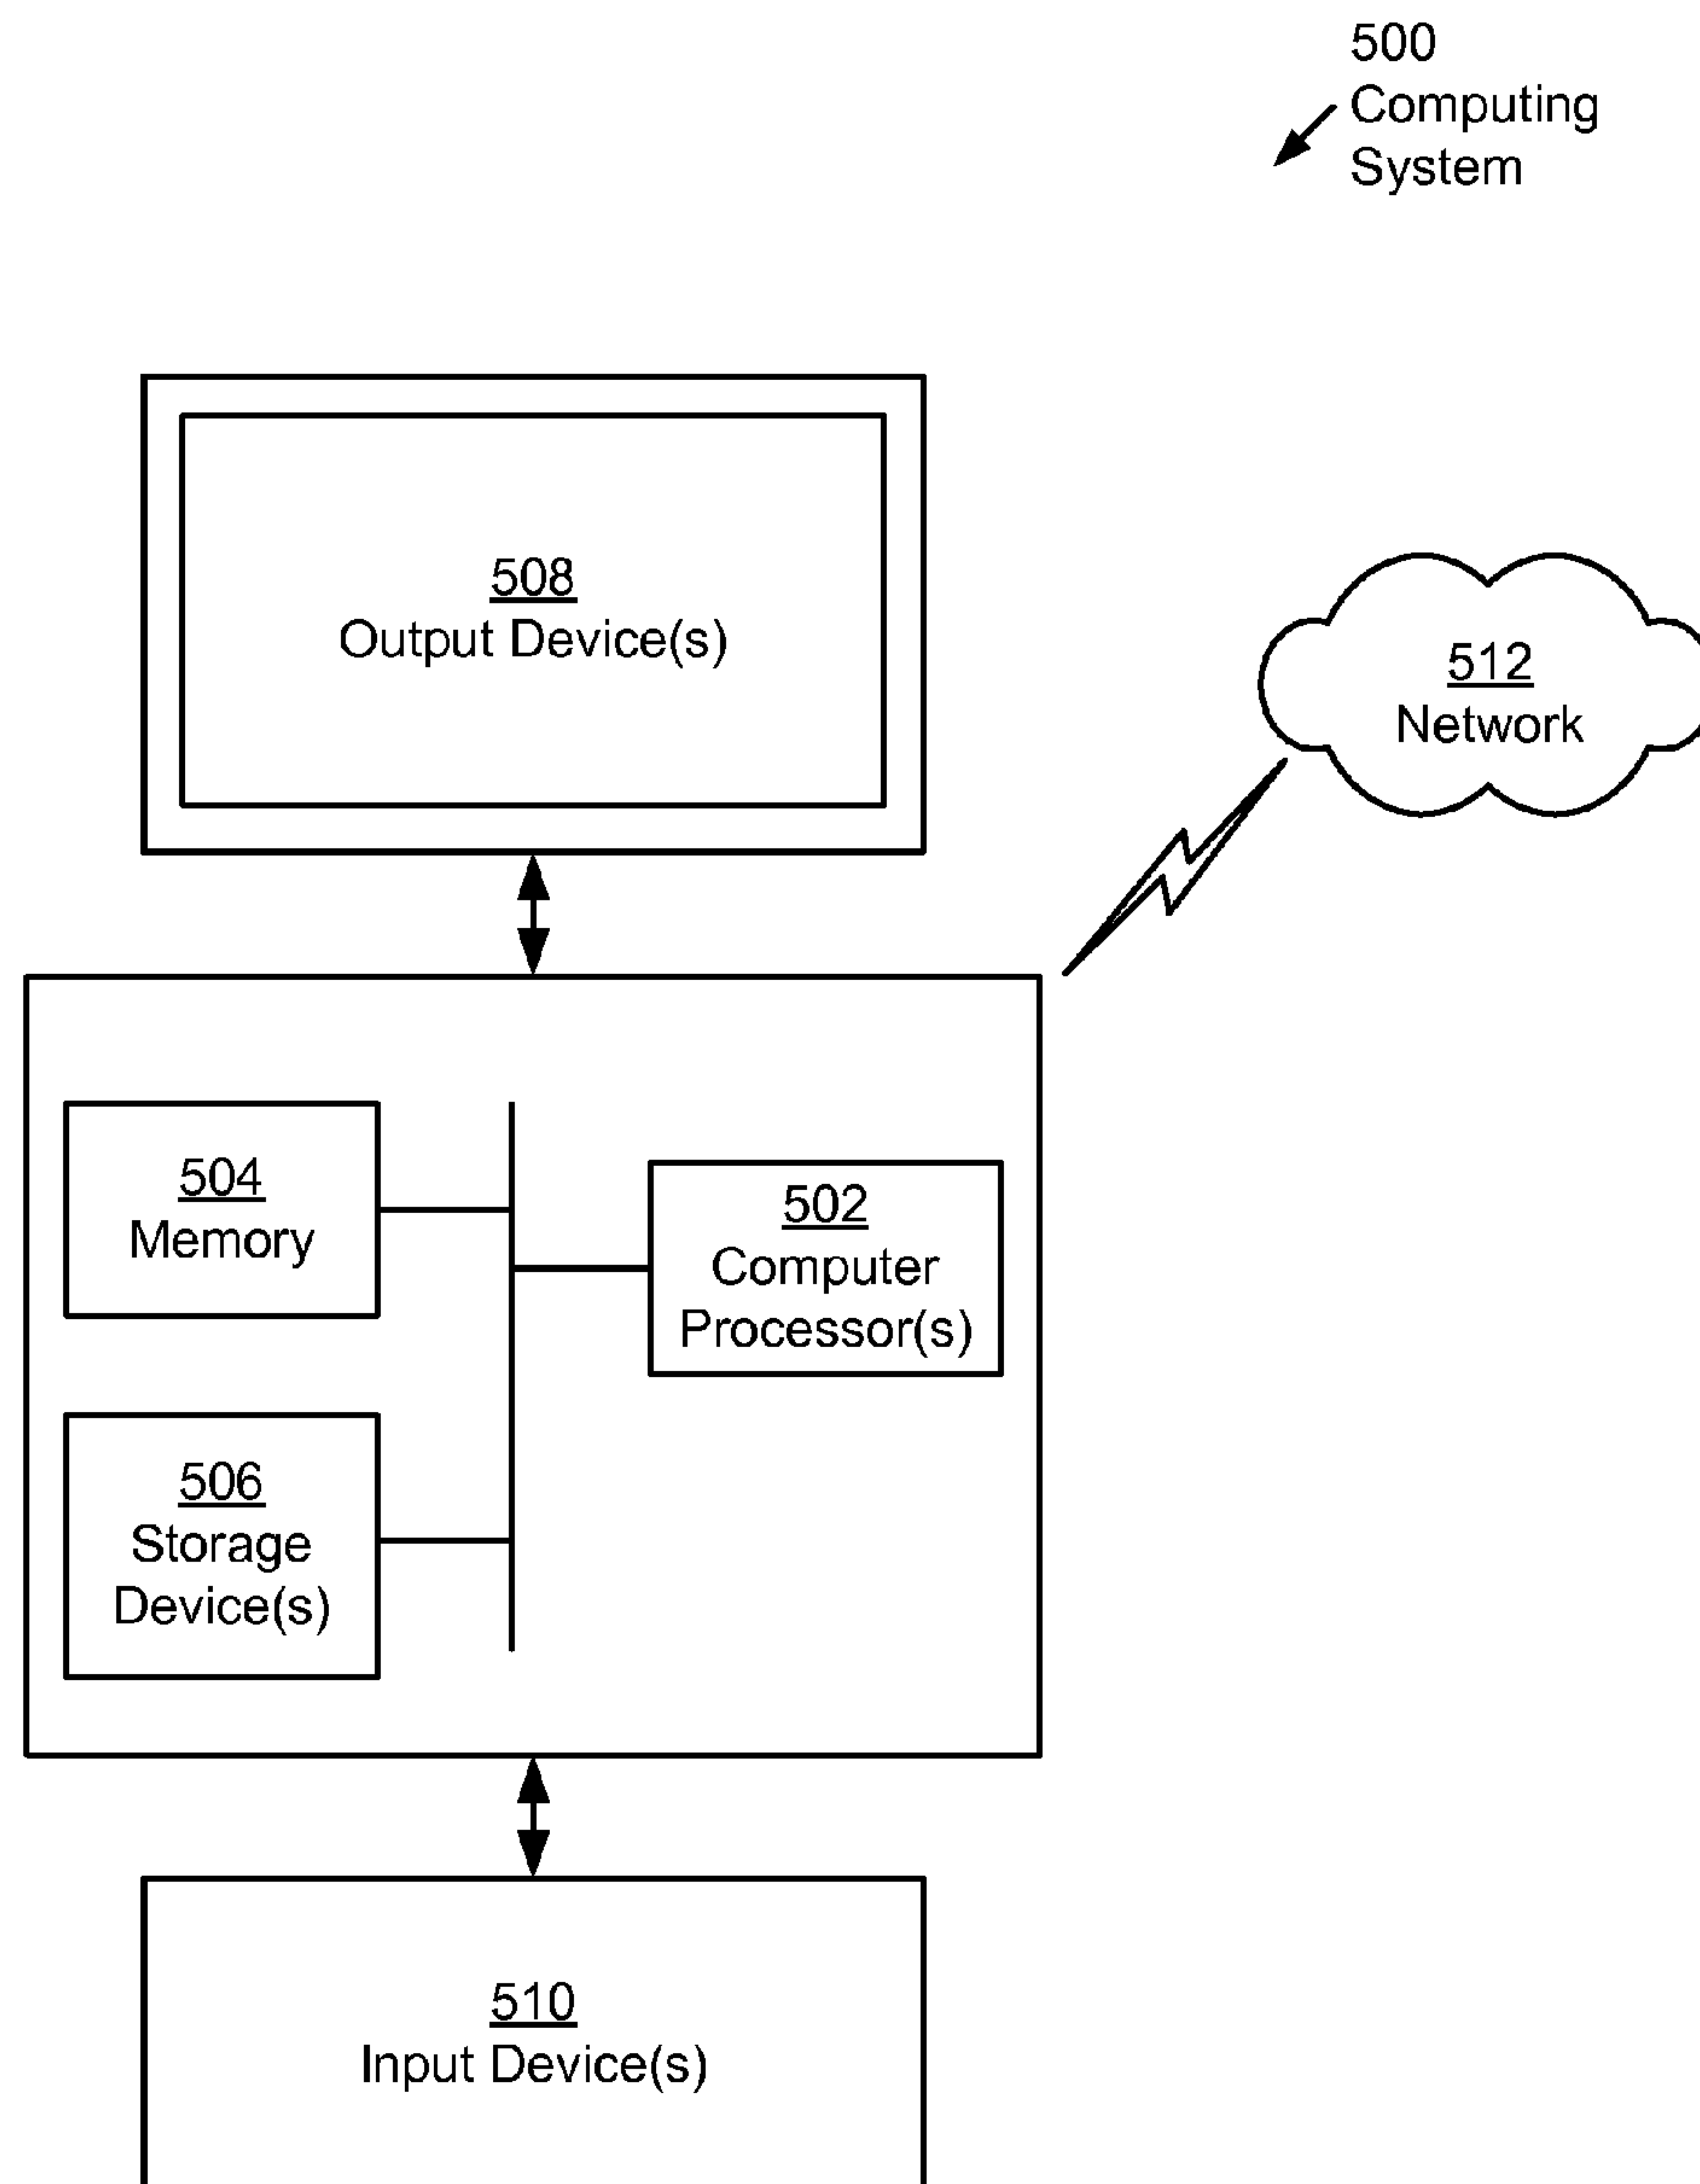 500
Computing
System
508
Output Device(s)
512
Network
504
Memory
502
Computer
Processor(s)
506
Storage
Device(s)
510
Input Device(s)